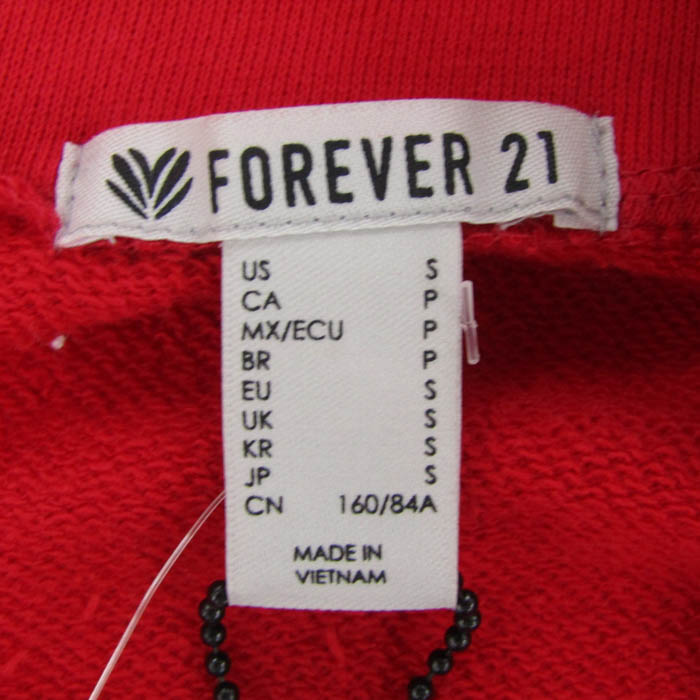 FOREVER 21
US S
CA P
MX/ECU P
BR P
EU S
UK S
KR S
JP S
CN 160/84A
MADE IN
VIETNAM